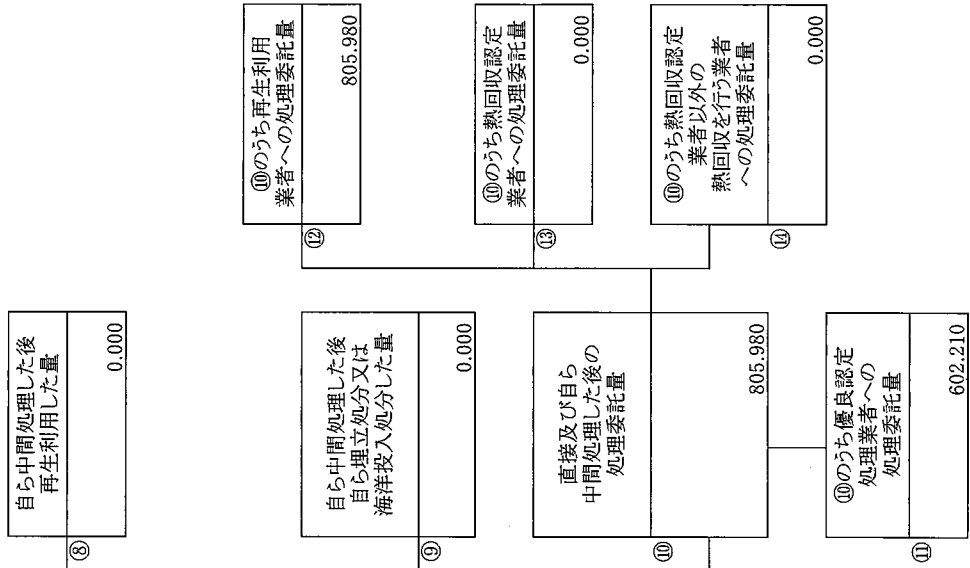 ⑧
自ら中間処理した後
再生利用した量
0.000
⑨
自ら中間処理した後
自ら埋立処分又は
海洋投入処分した量
0.000
⑩
直接及び自ら
中間処理した後の
処理委託量
805.980
⑪
⑩のうち優良認定
処理業者への
処理委託量
602.210
⑫
⑩のうち再生利用
業者への処理委託量
805.980
⑬
⑩のうち熱回収認定
業者への処理委託量
0.000
⑭
⑩のうち熱回収認定
業者以外の
熱回収を行う業者
への処理委託量
0.000